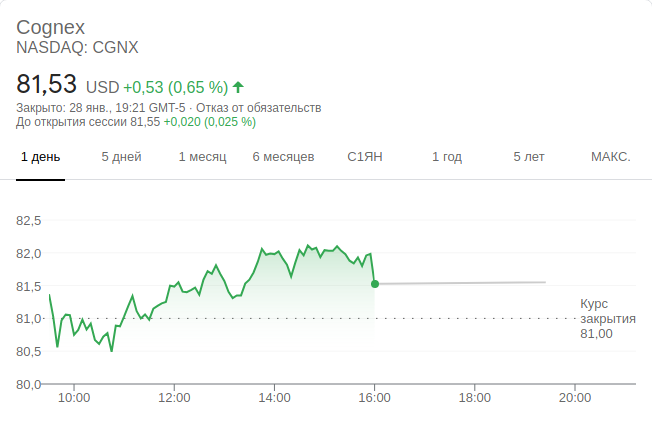 Cognex
NASDAQ: CGNX
81,53 USD +0,53 (0,65 %)
Закрыто: 28 янв., 19:21 GMT-5 · Отказ от обязательств
До открытия сессии 81,55 +0,020 (0,025 %)
1 день 5 дней 1 месяц 6 месяцев С1ЯН 1 год 5 лет МАКС.
82,5
82,0
81,5
81,0
80,5
80,0
Курс
закрытия
81,00
10:00 12:00 14:00 16:00 18:00 20:00